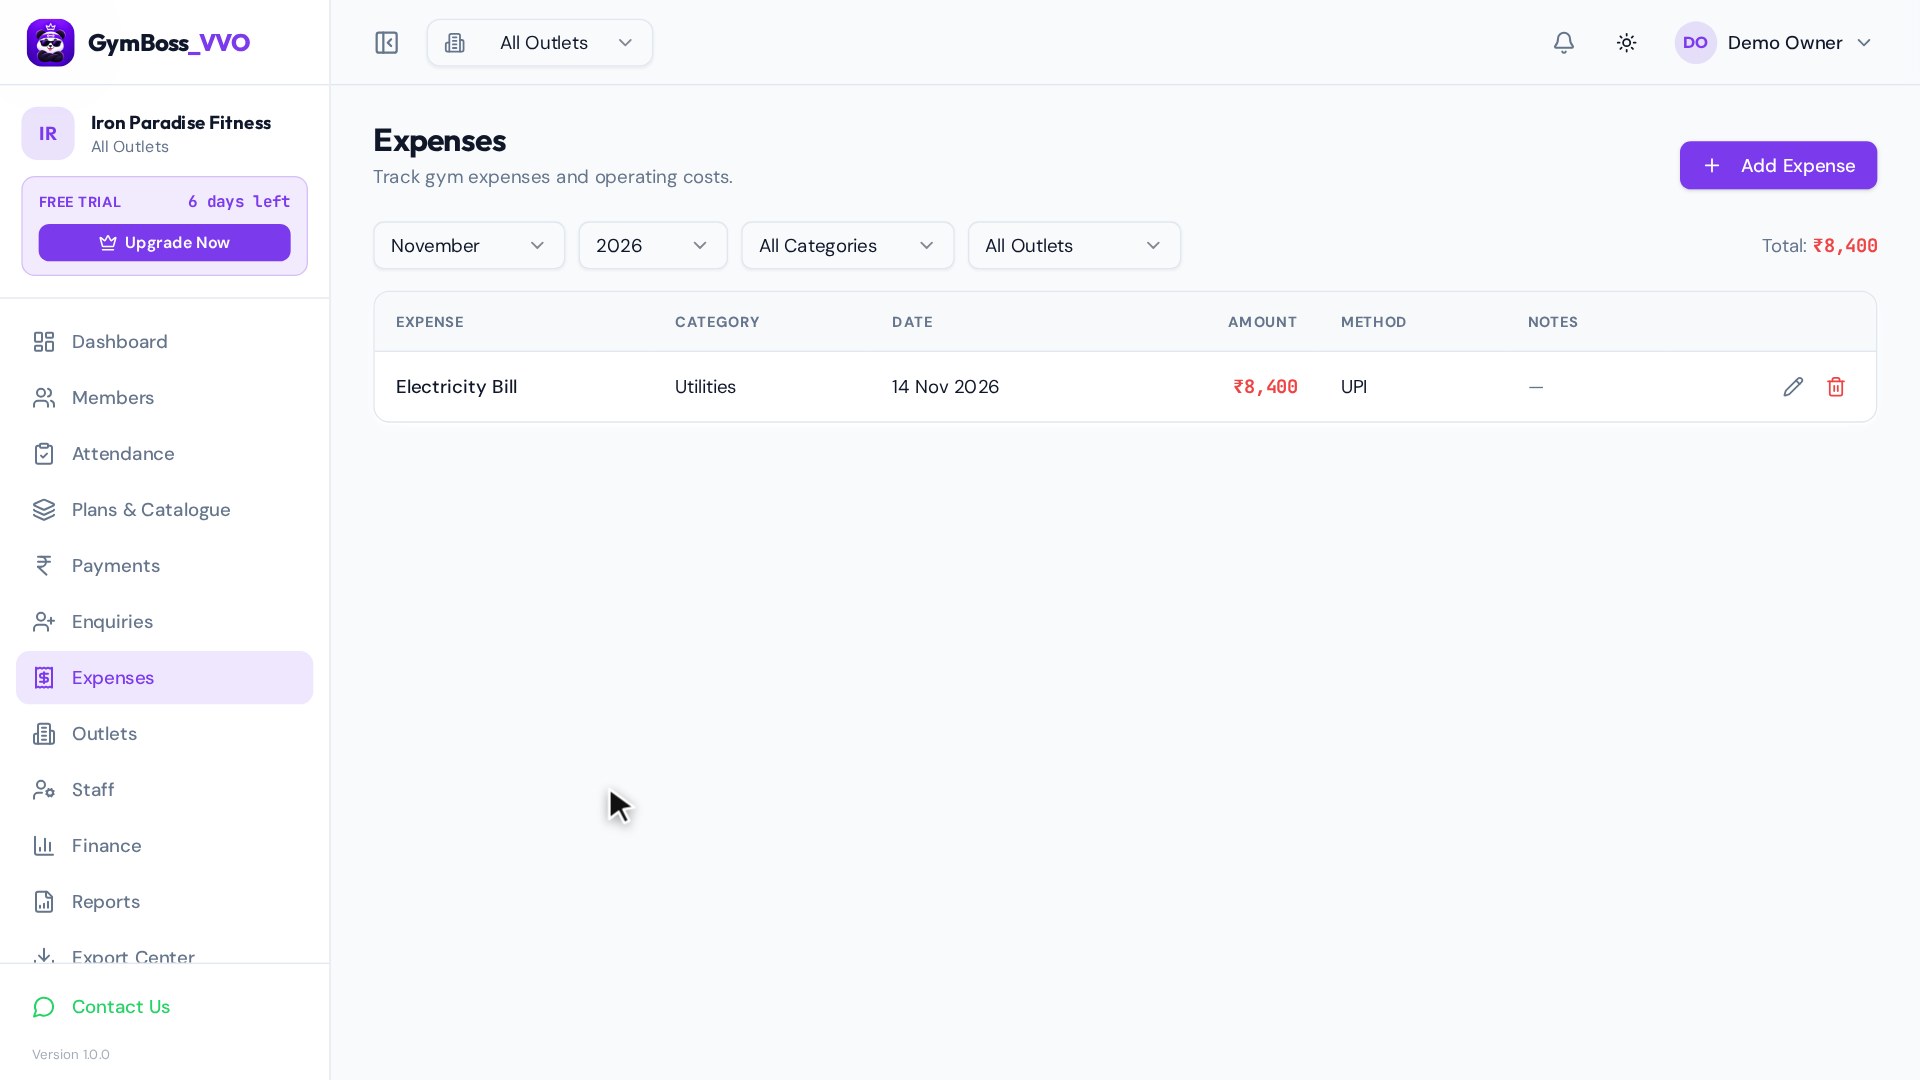 GymBoss_VVO
All Outlets
DO Demo Owner
IR
Iron Paradise Fitness
All Outlets
FREE TRIAL 6 days left
Upgrade Now
Dashboard
Members
Attendance
Plans & Catalogue
Payments
Enquiries
Expenses
Outlets
Staff
Finance
Reports
Export Center
Contact Us
Version 1.0.0
Expenses
Track gym expenses and operating costs.
Add Expense
November 2026 All Categories All Outlets Total: ₹8,400
EXPENSE CATEGORY DATE AMOUNT METHOD NOTES
Electricity Bill Utilities 14 Nov 2026 ₹8,400 UPI —